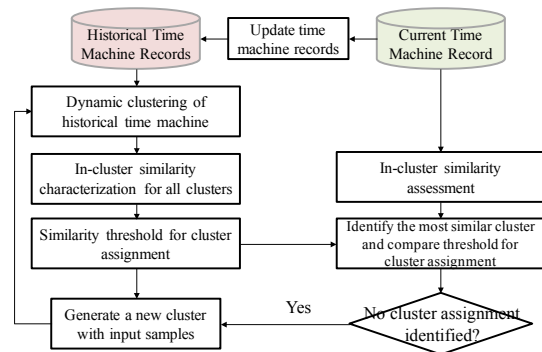 Historical Time
Machine Records
Update time
machine records
Current Time
Machine Record
Dynamic clustering of
historical time machine
In-cluster similarity
characterization for all clusters
In-cluster similarity
assessment
Similarity threshold for cluster
assignment
Identify the most similar cluster
and compare threshold for
cluster assignment
Generate a new cluster
with input samples
Yes
No cluster assignment
identified?